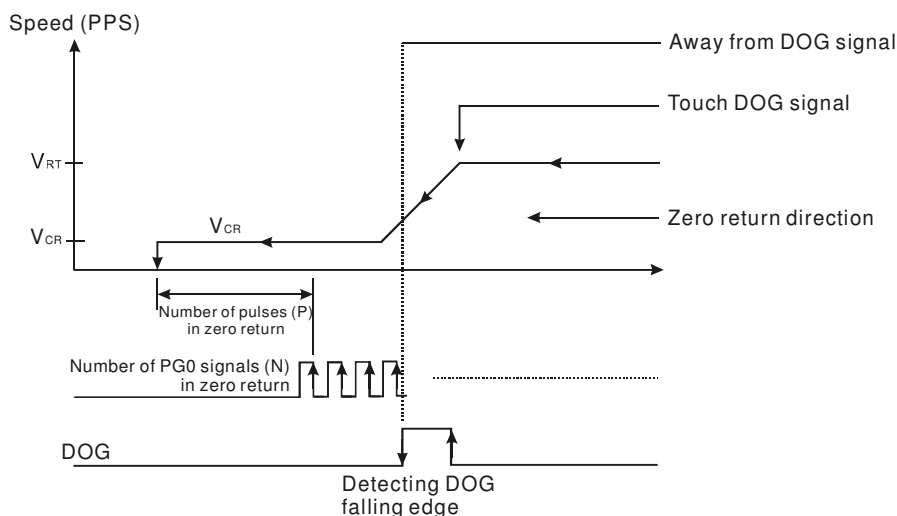 Speed (PPS)
Away from DOG signal
Touch DOG signal
VRT
Zero return direction
VCR
VCR
Number of pulses (P)
in zero return
Number of PG0 signals (N)
in zero return
DOG
Detecting DOG
falling edge